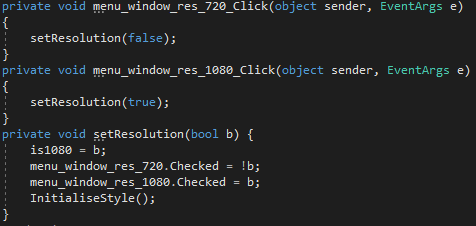 private void menu_window_res_720_Click(object sender, EventArgs e)
{
    setResolution(false);
}
private void menu_window_res_1080_Click(object sender, EventArgs e)
{
    setResolution(true);
}
private void setResolution(bool b) {
    is1080 = b;
    menu_window_res_720.Checked = !b;
    menu_window_res_1080.Checked = b;
    InitialiseStyle();
}